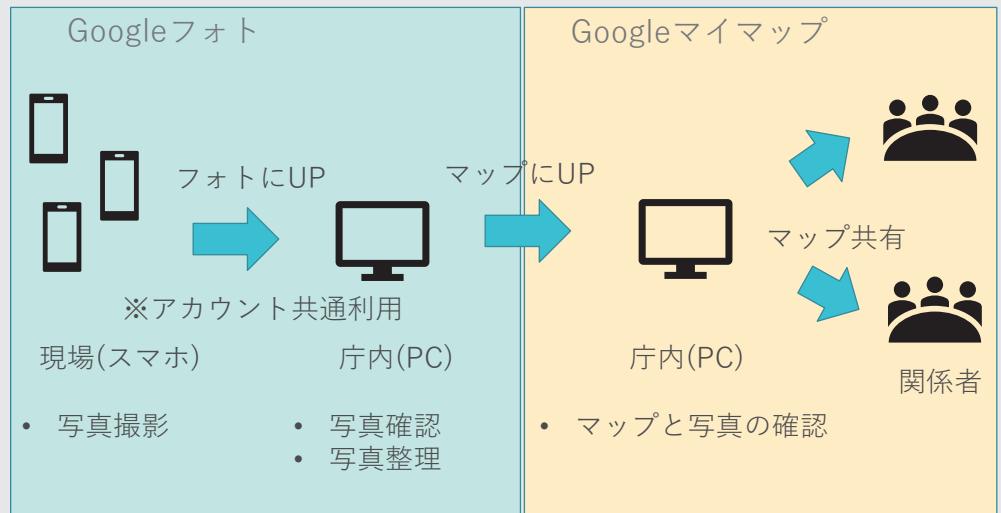 Googleフォト
Googleマイマップ
フォトにUP
マップにUP
マップ共有
※アカウント共通利用
現場(スマホ)
庁内(PC)
庁内(PC)
関係者
• 写真撮影
• 写真確認
• 写真整理
• マップと写真の確認